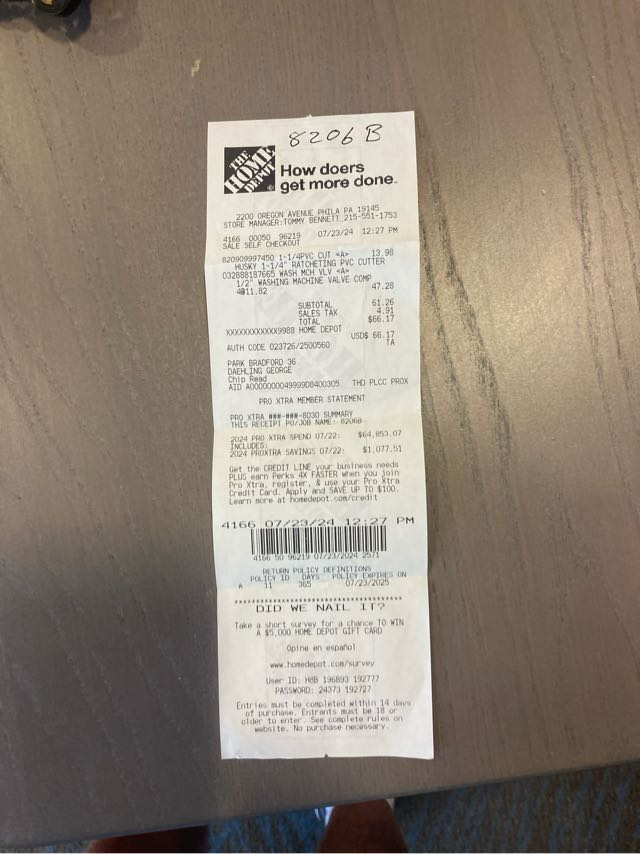 8206 B
THE HOME DEPOT
How doers
get more done.
2200 OREGON AVENUE PHILA PA 19145
STORE MANAGER:TOMMY BENNETT 215-551-1753
4166 00050 96219 07/23/24 12:27 PM
SALE SELF CHECKOUT
820909997450 1-1/4PVC CUT <A> 13.98
HUSKY 1-1/4" RATCHETING PVC CUTTER
032888187665 WASH MCH VLV <A>
1/2" WASHING MACHINE VALVE COMP
4@11.82 47.28
SUBTOTAL 61.26
SALES TAX 4.91
TOTAL $66.17
XXXXXXXXXXXX9988 HOME DEPOT
USD$ 66.17
AUTH CODE 023726/2500560 TA
PARK BRADFORD 36
DAEHLING GEORGE
Chip Read
AID A0000000049999D8400305 THD PLCC PROX
PRO XTRA MEMBER STATEMENT
PRO XTRA ###-###-8030 SUMMARY
THIS RECEIPT PO/JOB NAME: 8206B
2024 PRO XTRA SPEND 07/22: $64,853.07
INCLUDES:
2024 PROXTRA SAVINGS 07/22: $1,077.51
Get the CREDIT LINE your business needs
PLUS earn Perks 4X FASTER when you join
Pro Xtra, register, & use your Pro Xtra
Credit Card. Apply and SAVE UP TO $100.
Learn more at homedepot.com/credit
4166 07/23/24 12:27 PM
4166 50 96219 07/23/2024 2571
RETURN POLICY DEFINITIONS
POLICY ID DAYS POLICY EXPIRES ON
A 11 365 07/23/2025
DID WE NAIL IT?
Take a short survey for a chance TO WIN
A $5,000 HOME DEPOT GIFT CARD
Opine en español
www.homedepot.com/survey
User ID: H8B 196893 192777
PASSWORD: 24373 192727
Entries must be completed within 14 days
of purchase. Entrants must be 18 or
older to enter. See complete rules on
website. No purchase necessary.